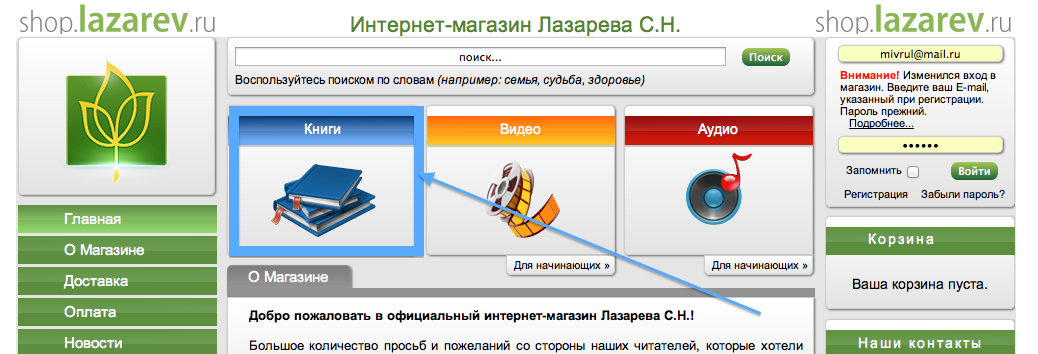 shop.lazarev.ru
Интернет-магазин Лазарева С.Н.
shop.lazarev.ru
поиск...
Поиск
Воспользуйтесь поиском по словам (например: семья, судьба, здоровье)
mivrul@mail.ru
Внимание! Изменился вход в
магазин. Введите ваш E-mail,
указанный при регистрации.
Пароль прежний.
Подробнее...
••••••
Запомнить
Войти
Регистрация
Забыли пароль?
Книги
Видео
Аудио
Для начинающих »
Для начинающих »
Главная
О Магазине
Доставка
Оплата
Новости
О Магазине
Добро пожаловать в официальный интернет-магазин Лазарева С.Н.!
Большое количество просьб и пожеланий со стороны наших читателей, которые хотели
Корзина
Ваша корзина пуста.
Наши контакты